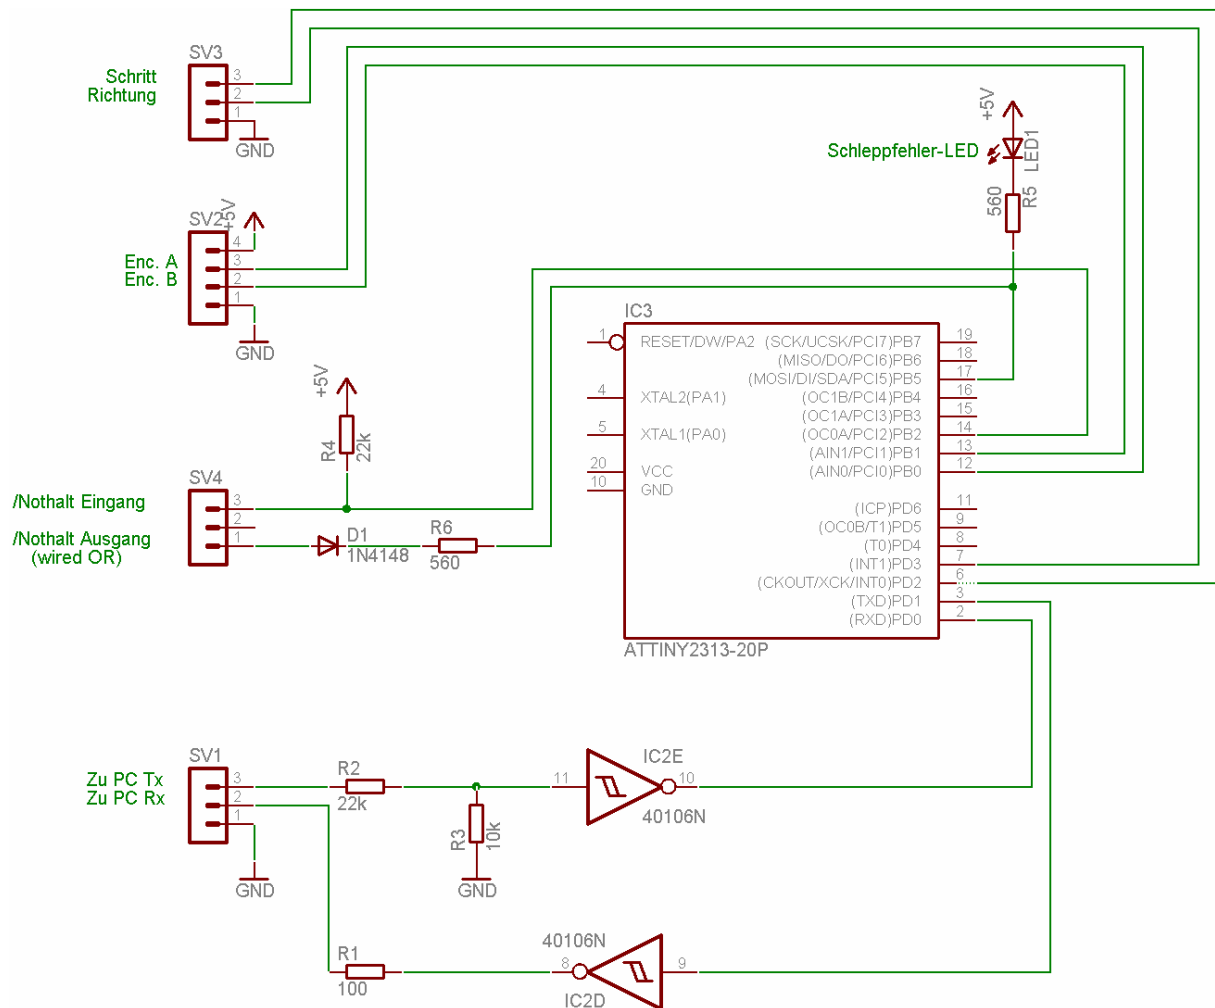 SV3
Schritt
Richtung
3
2
1
GND
+5V
Schleppfehler-LED
LED1
560
R5
SV2
+5V
Enc. A
Enc. B
4
3
2
1
GND
IC3
1
RESET/DW/PA2
(SCK/UCSK/PCI7)PB7
19
(MISO/DO/PCI6)PB6
18
(MOSI/DI/SDA/PCI5)PB5
17
4
XTAL2(PA1)
(OC1B/PCI4)PB4
16
(OC1A/PCI3)PB3
15
5
XTAL1(PA0)
(OC0A/PCI2)PB2
14
(AIN1/PCI1)PB1
13
20
VCC
(AIN0/PCI0)PB0
12
10
GND
(ICP)PD6
11
(OC0B/T1)PD5
9
(T0)PD4
8
(INT1)PD3
7
(CKOUT/XCK/INT0)PD2
6
(TXD)PD1
3
(RXD)PD0
2
ATTINY2313-20P
+5V
R4
22k
SV4
/Nothalt Eingang
/Nothalt Ausgang
(wired OR)
3
2
1
D1
1N4148
R6
560
SV1
Zu PC Tx
Zu PC Rx
3
2
1
GND
R2
22k
R3
10k
GND
11
IC2E
10
40106N
40106N
8
9
IC2D
R1
100